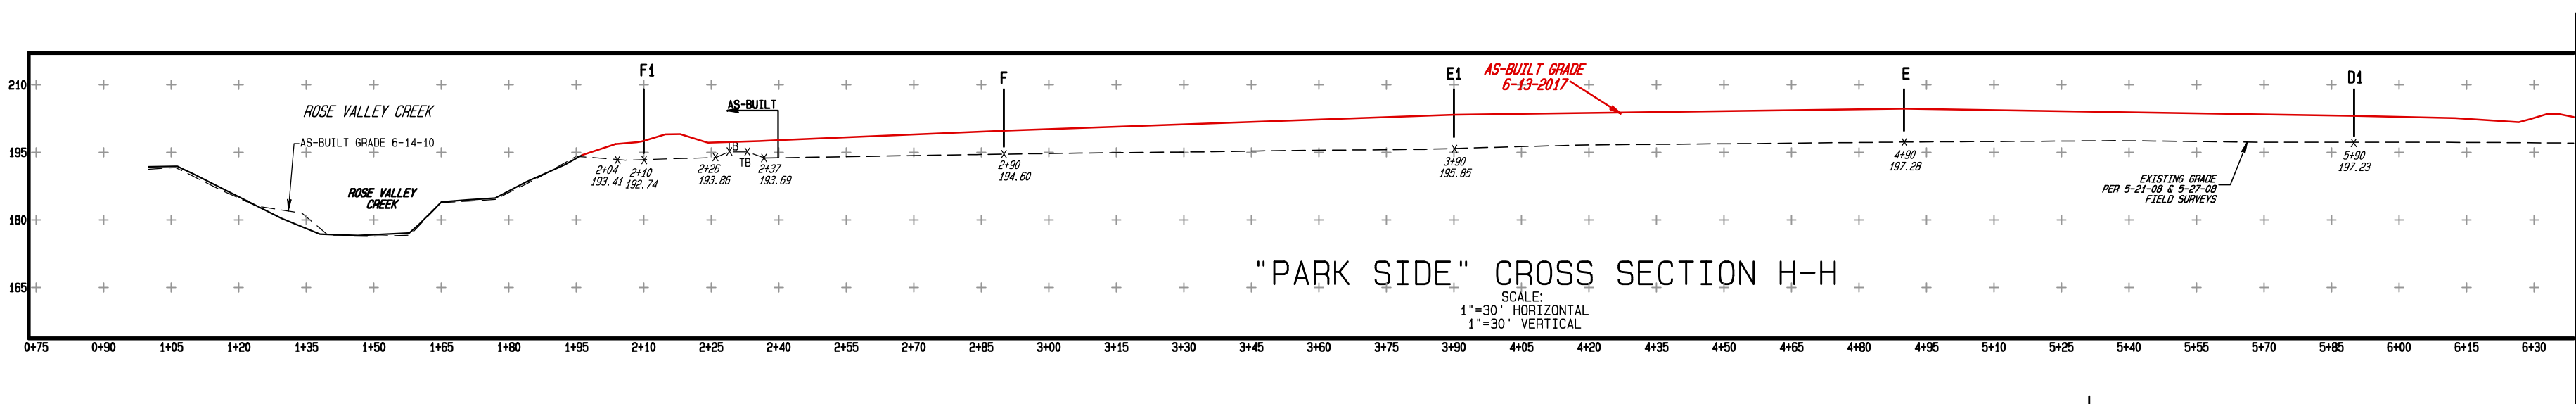 F1
F
E1
AS-BUILT GRADE
6-13-2017
E
D1
210
ROSE VALLEY CREEK
AS-BUILT
AS-BUILT GRADE 6-14-10
195
TB
TB
2+04
193.41
2+10
192.74
2+26
193.86
2+37
193.69
2+90
194.60
3+90
195.85
4+90
197.28
5+90
197.23
EXISTING GRADE
PER 5-21-08 & 5-27-08
FIELD SURVEYS
ROSE VALLEY
CREEK
180
"PARK SIDE" CROSS SECTION H-H
165
SCALE:
1"=30' HORIZONTAL
1"=30' VERTICAL
0+75 0+90 1+05 1+20 1+35 1+50 1+65 1+80 1+95 2+10 2+25 2+40 2+55 2+70 2+85 3+00 3+15 3+30 3+45 3+60 3+75 3+90 4+05 4+20 4+35 4+50 4+65 4+80 4+95 5+10 5+25 5+40 5+55 5+70 5+85 6+00 6+15 6+30